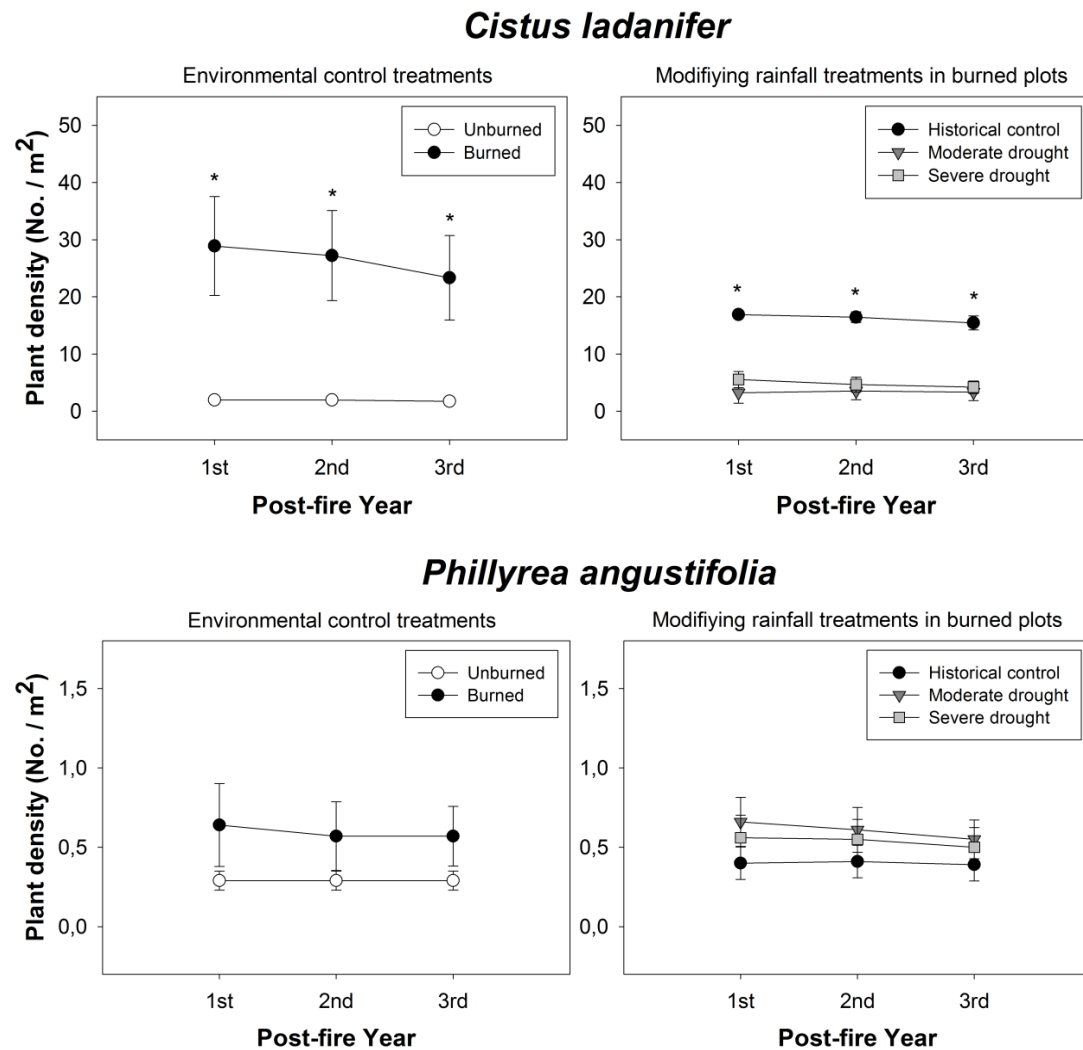 Cistus ladanifer
Environmental control treatments
Modifiying rainfall treatments in burned plots
Plant density (No. / m²)
50
40
30
20
10
0
Unburned
Burned
*
*
*
1st
2nd
3rd
Post-fire Year
50
40
30
20
10
0
Historical control
Moderate drought
Severe drought
*
*
*
1st
2nd
3rd
Post-fire Year
Phillyrea angustifolia
Environmental control treatments
Modifiying rainfall treatments in burned plots
Plant density (No. / m²)
1,5
1,0
0,5
0,0
Unburned
Burned
1st
2nd
3rd
Post-fire Year
1,5
1,0
0,5
0,0
Historical control
Moderate drought
Severe drought
1st
2nd
3rd
Post-fire Year